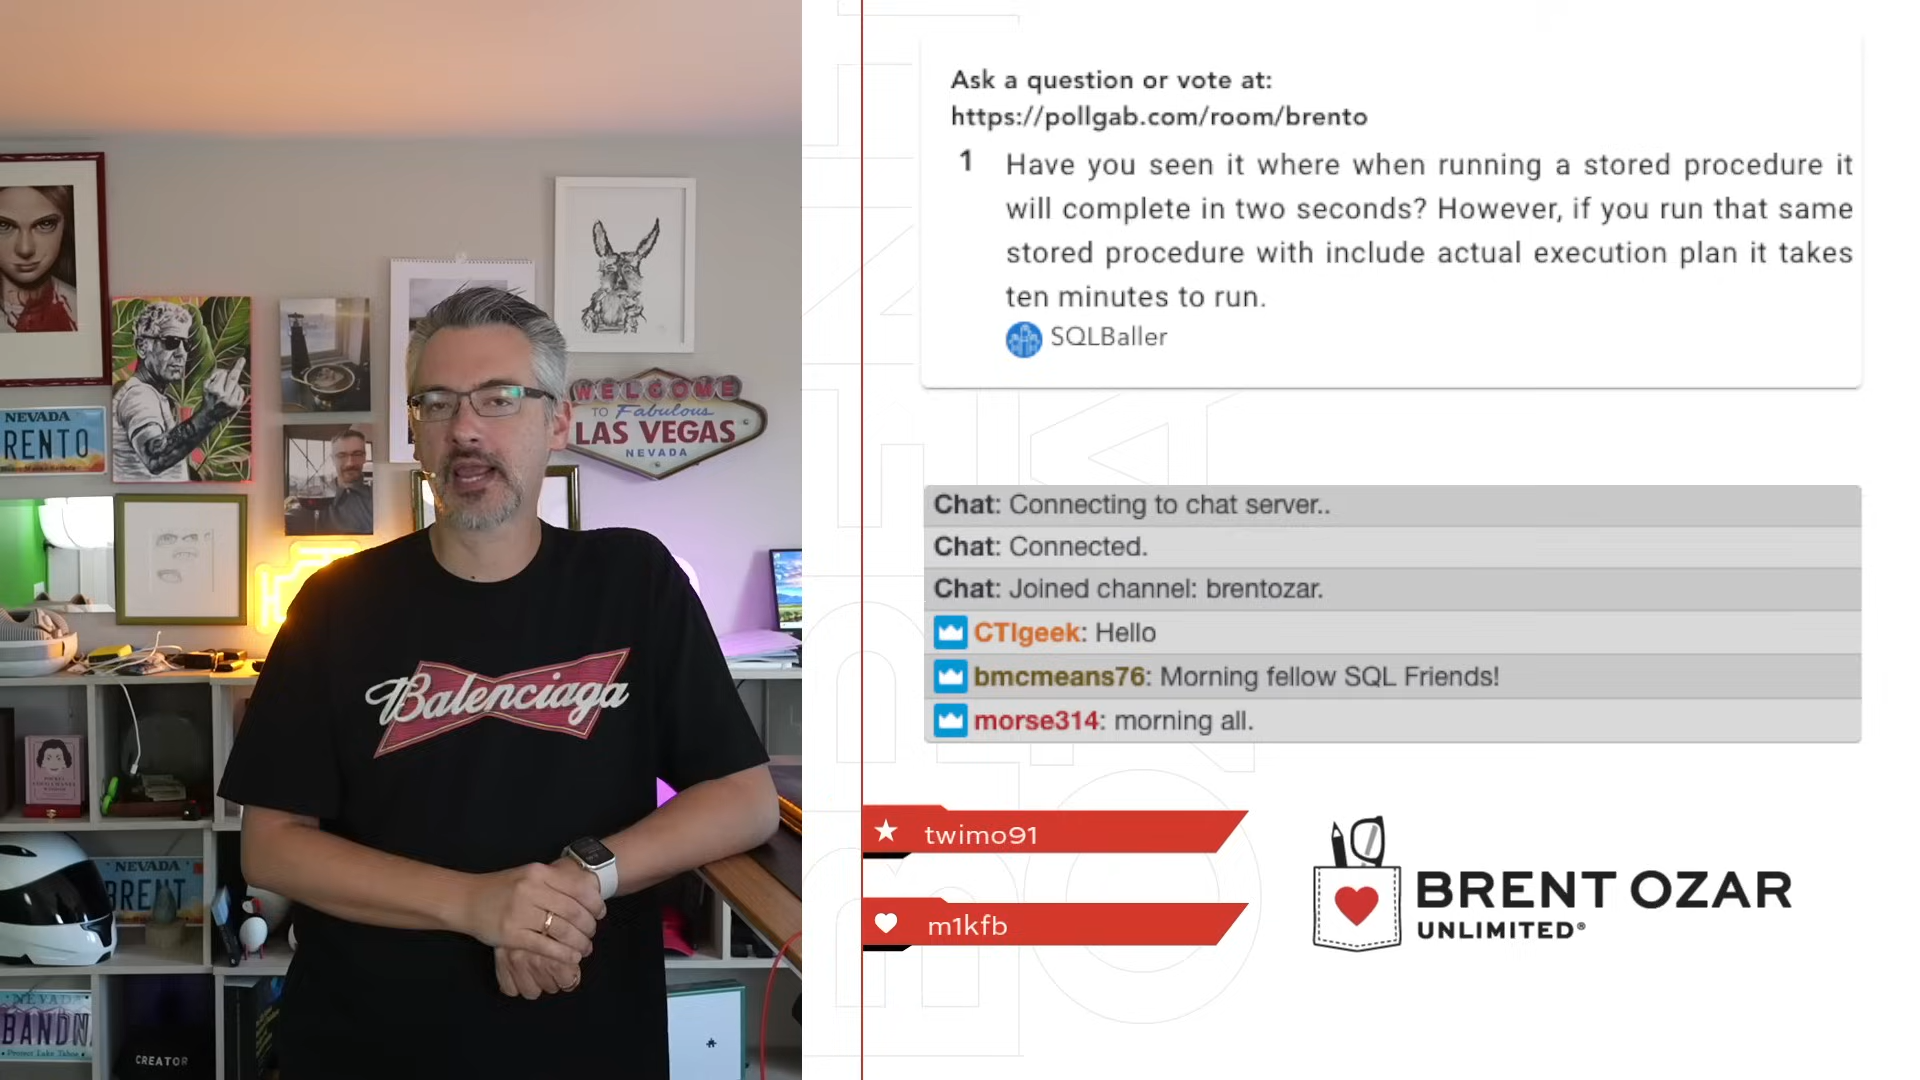 NEVADA
RENTO
WELCOME
TO Fabulous
LAS VEGAS
NEVADA
Balenciaga
NEVADA
BRENT
NEVADA
BANDN
CREATOR
Ask a question or vote at:
https://pollgab.com/room/brento
1 Have you seen it where when running a stored procedure it
will complete in two seconds? However, if you run that same
stored procedure with include actual execution plan it takes
ten minutes to run.
SQLBaller
Chat: Connecting to chat server..
Chat: Connected.
Chat: Joined channel: brentozar.
CTIgeek: Hello
bmcmeans76: Morning fellow SQL Friends!
morse314: morning all.
twimo91
m1kfb
BRENT OZAR
UNLIMITED®